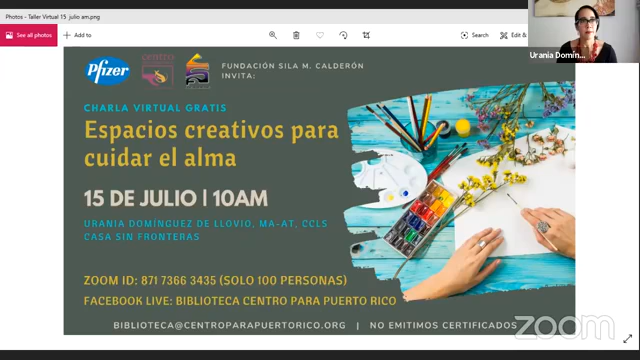 Photos - Taller Virtual 15 julio am.png
See all photos
Add to
Search
Edit &
Urania Domín...
Pfizer
CENTRO
FUNDACIÓN SILA M. CALDERÓN
INVITA:
CHARLA VIRTUAL GRATIS
Espacios creativos para
cuidar el alma
15 DE JULIO | 10AM
URANIA DOMÍNGUEZ DE LLOVIO, MA-AT, CCLS
CASA SIN FRONTERAS
ZOOM ID: 871 7366 3435 (SOLO 100 PERSONAS)
FACEBOOK LIVE: BIBLIOTECA CENTRO PARA PUERTO RICO
BIBLIOTECA@CENTROPARAPUERTORICO.ORG | NO EMITIMOS CERTIFICADOS
zoom